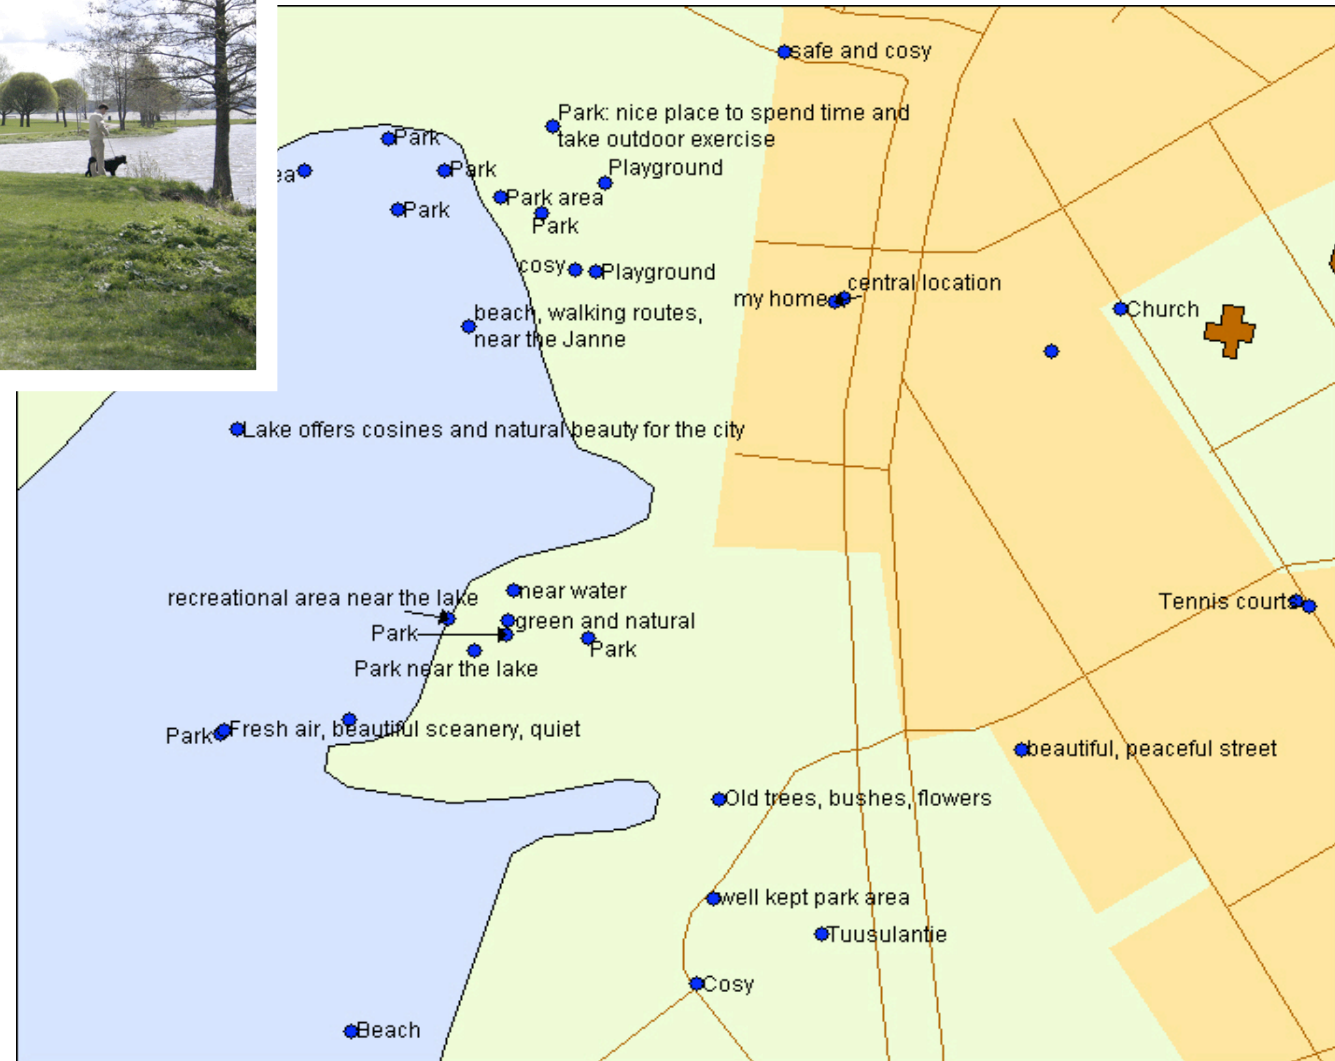 safe and cosy
Park: nice place to spend time and
take outdoor exercise
Park
Playground
ea
Park
Park area
Park
Park
cosy
Playground
central location
my home
beach, walking routes,
near the Janne
Church
Lake offers cosines and natural beauty for the city
near water
recreational area near the lake
Tennis courts
green and natural
Park
Park
Park near the lake
Park
Fresh air, beautiful sceanery, quiet
beautiful, peaceful street
Old trees, bushes, flowers
well kept park area
Tuusulantie
Cosy
Beach